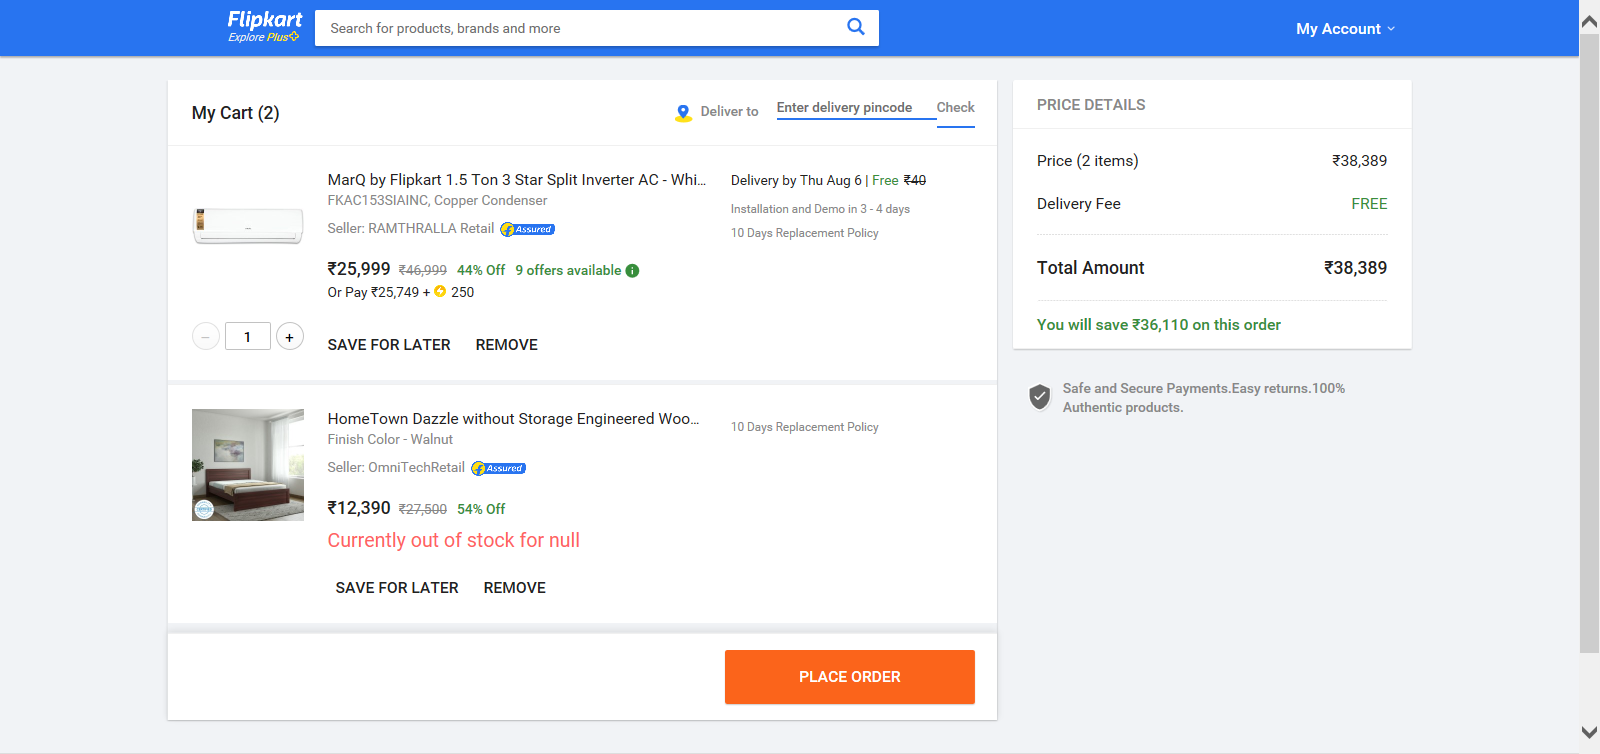 Flipkart
Explore Plus
Search for products, brands and more
My Account
My Cart (2)
Deliver to
Enter delivery pincode
Check
MarQ by Flipkart 1.5 Ton 3 Star Split Inverter AC - Whi...
FKAC153SIAINC, Copper Condenser
Seller: RAMTHRALLA Retail
Assured
₹25,999 ₹46,999 44% Off 9 offers available
Or Pay ₹25,749 + 250
Delivery by Thu Aug 6 | Free ₹40
Installation and Demo in 3 - 4 days
10 Days Replacement Policy
− 1 +
SAVE FOR LATER
REMOVE
HomeTown Dazzle without Storage Engineered Woo...
Finish Color - Walnut
Seller: OmniTechRetail
Assured
₹12,390 ₹27,500 54% Off
Currently out of stock for null
10 Days Replacement Policy
SAVE FOR LATER
REMOVE
PLACE ORDER
PRICE DETAILS
Price (2 items) ₹38,389
Delivery Fee FREE
Total Amount ₹38,389
You will save ₹36,110 on this order
Safe and Secure Payments.Easy returns.100%
Authentic products.